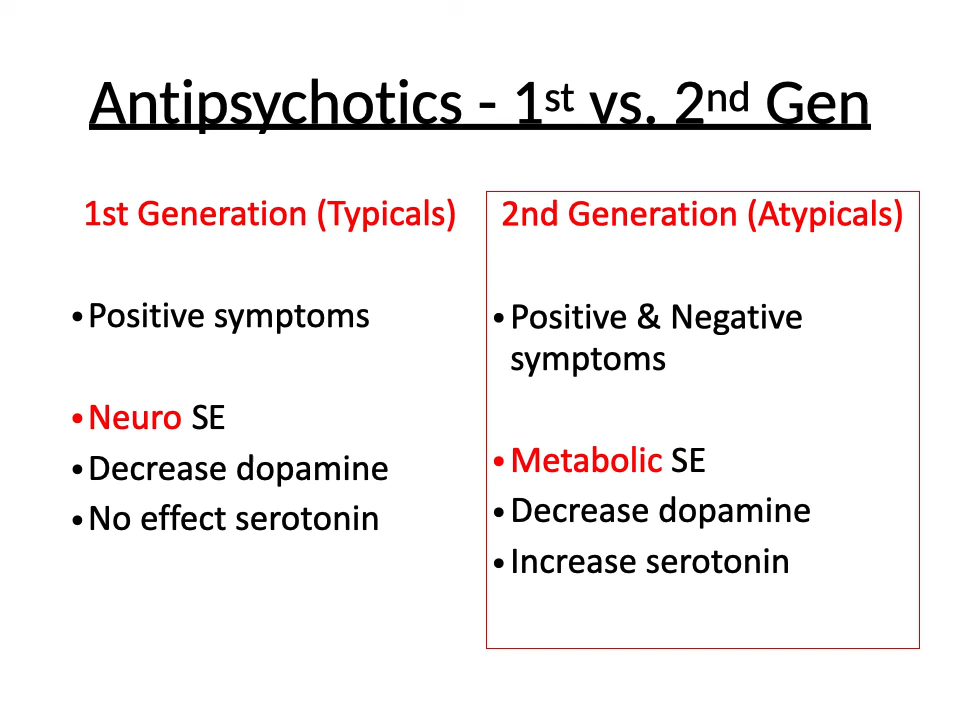 Antipsychotics - 1st vs. 2nd Gen
1st Generation (Typicals)
•Positive symptoms
•Neuro SE
•Decrease dopamine
•No effect serotonin
2nd Generation (Atypicals)
•Positive & Negative
symptoms
•Metabolic SE
•Decrease dopamine
•Increase serotonin